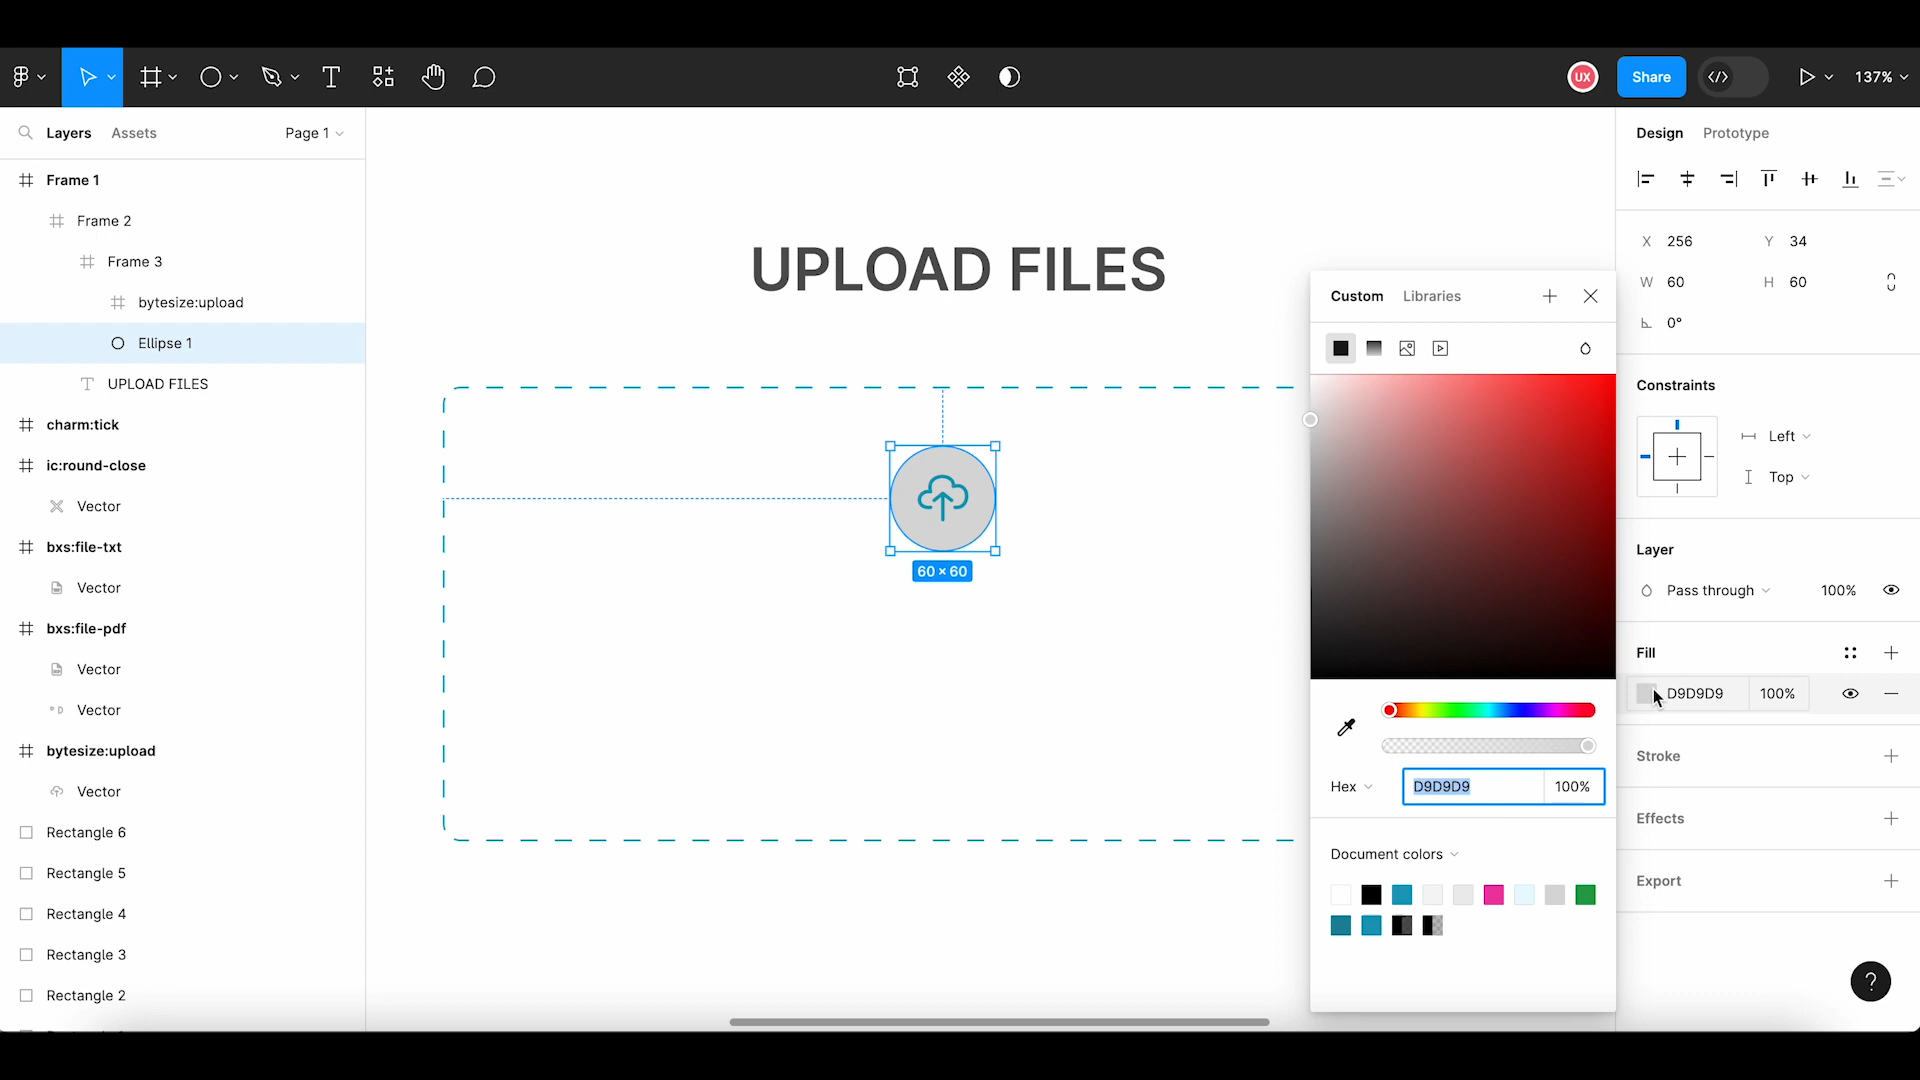 UX
Share
137%
Layers
Assets
Page 1
Frame 1
Frame 2
Frame 3
bytesize:upload
Ellipse 1
UPLOAD FILES
charm:tick
ic:round-close
Vector
bxs:file-txt
Vector
bxs:file-pdf
Vector
Vector
bytesize:upload
Vector
Rectangle 6
Rectangle 5
Rectangle 4
Rectangle 3
Rectangle 2
UPLOAD FILES
60 × 60
Custom
Libraries
Hex
D9D9D9
100%
Document colors
Design
Prototype
X 256
Y 34
W 60
H 60
0°
Constraints
Left
Top
Layer
Pass through
100%
Fill
D9D9D9
100%
Stroke
Effects
Export
?